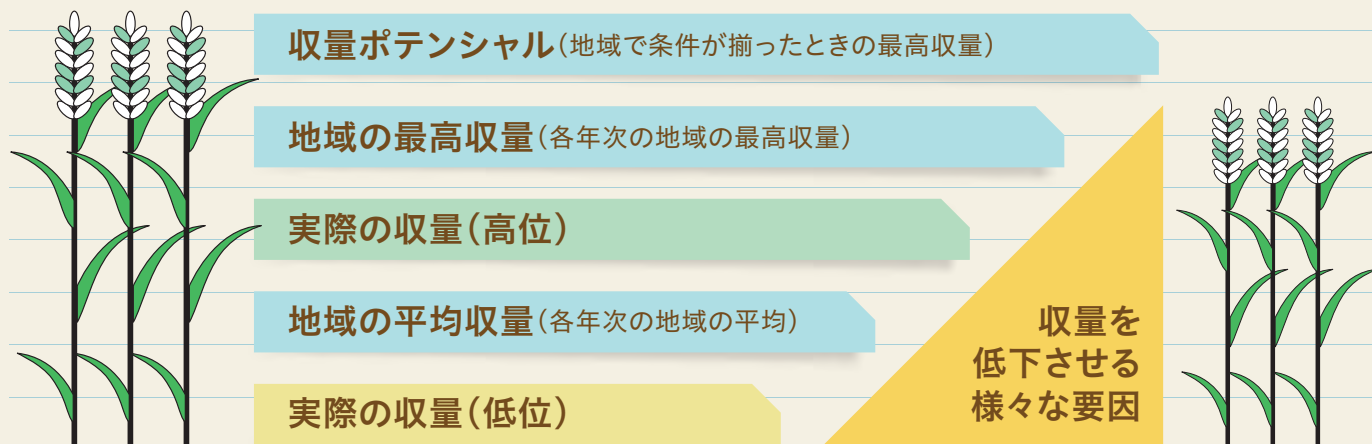 収量ポテンシャル（地域で条件が揃ったときの最高収量）
地域の最高収量（各年次の地域の最高収量）
実際の収量（高位）
地域の平均収量（各年次の地域の平均）
実際の収量（低位）
収量を
低下させる
様々な要因